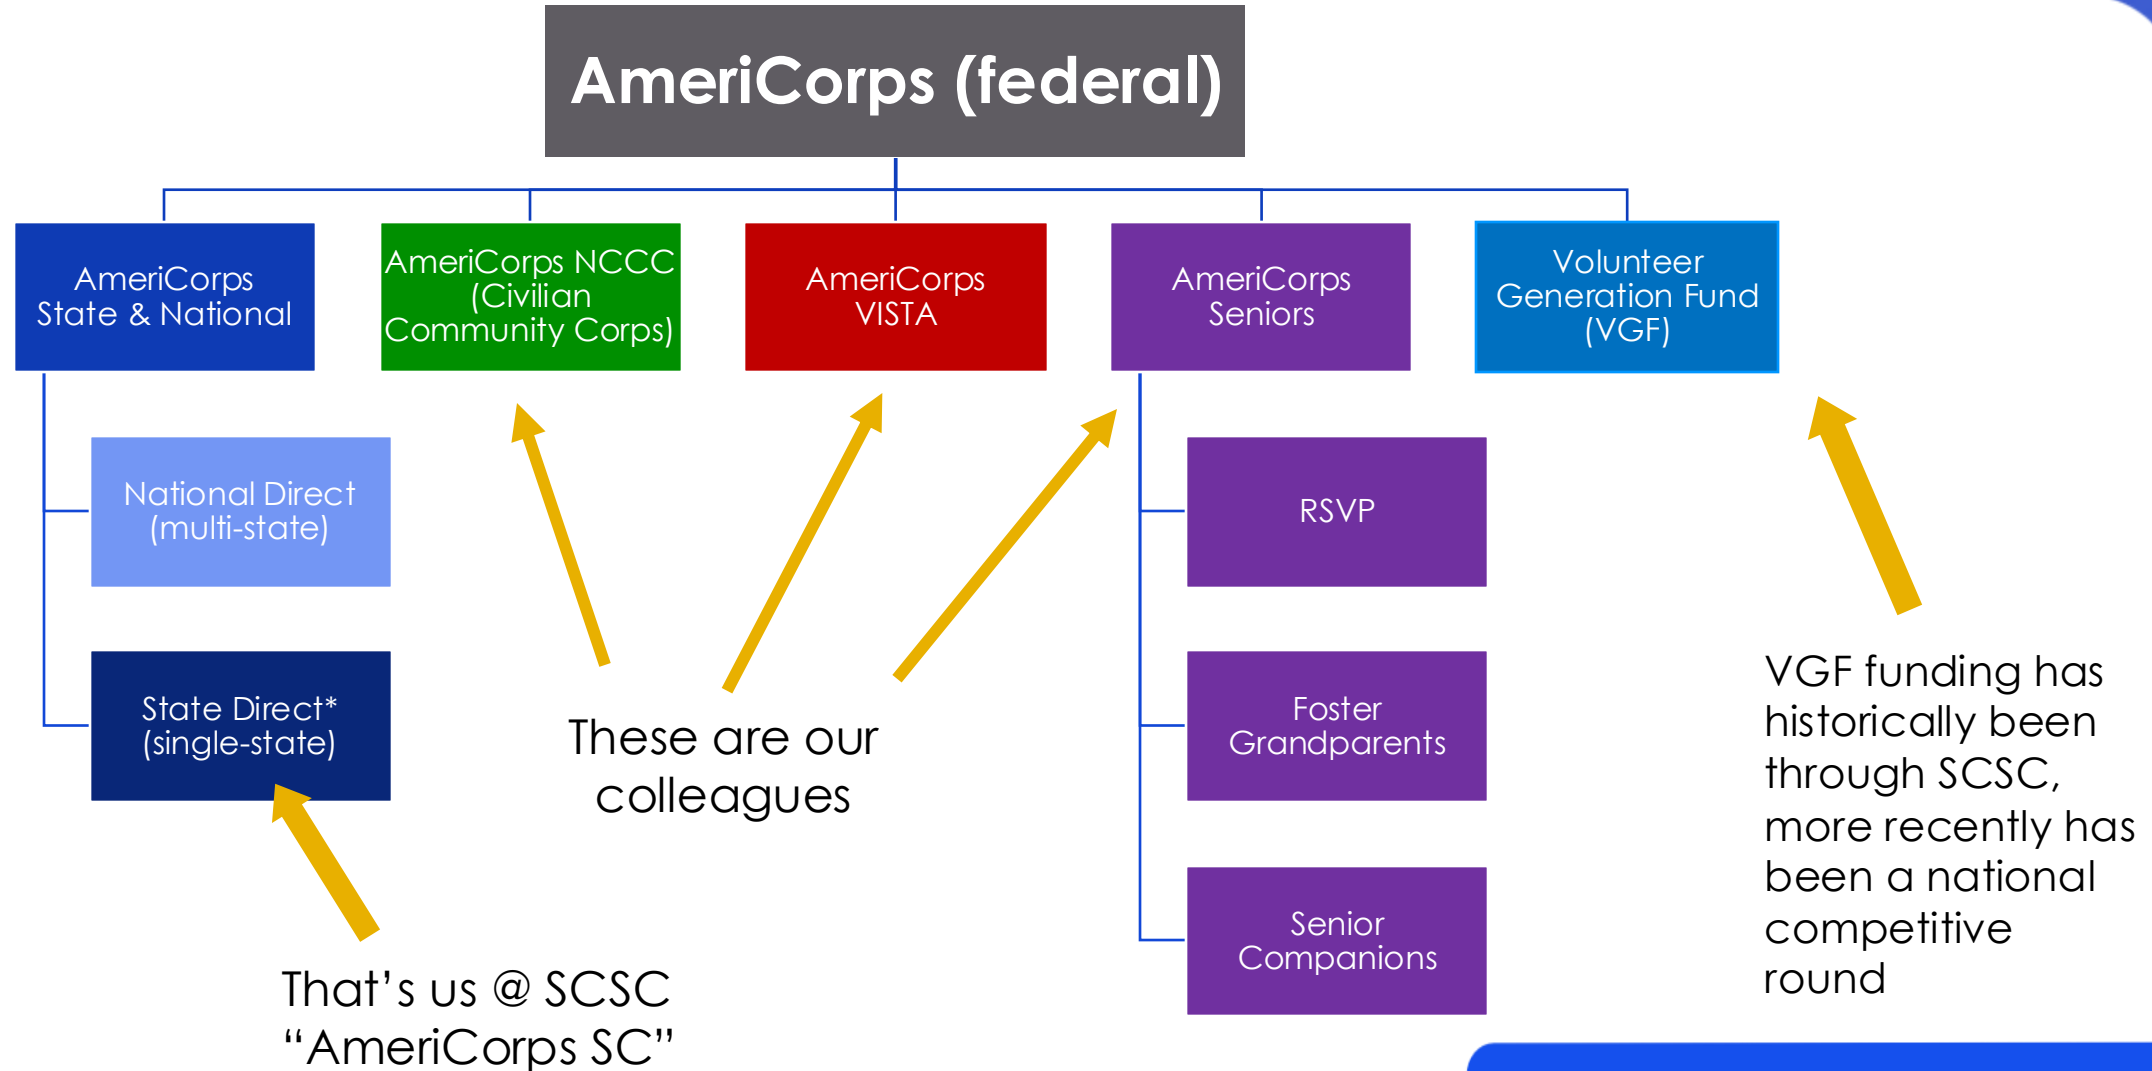 AmeriCorps (federal)
AmeriCorps
State & National
AmeriCorps NCCC
(Civilian
Community Corps)
AmeriCorps
VISTA
AmeriCorps
Seniors
Volunteer
Generation Fund
(VGF)
National Direct
(multi-state)
State Direct*
(single-state)
RSVP
Foster
Grandparents
Senior
Companions
These are our
colleagues
That’s us @ SCSC
“AmeriCorps SC”
VGF funding has
historically been
through SCSC,
more recently has
been a national
competitive
round